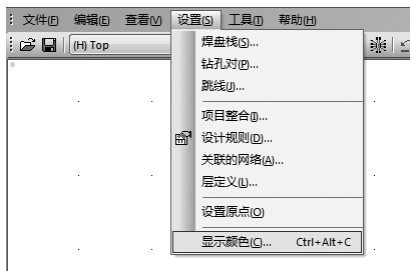 文件(F) 编辑(E) 查看(V) 设置(S) 工具(T) 帮助(H)
(H) Top
焊盘栈(S)...
钻孔对(P)...
跳线(J)...
项目整合(I)...
设计规则(D)...
关联的网络(A)...
层定义(L)...
设置原点(O)
显示颜色(C)... Ctrl+Alt+C